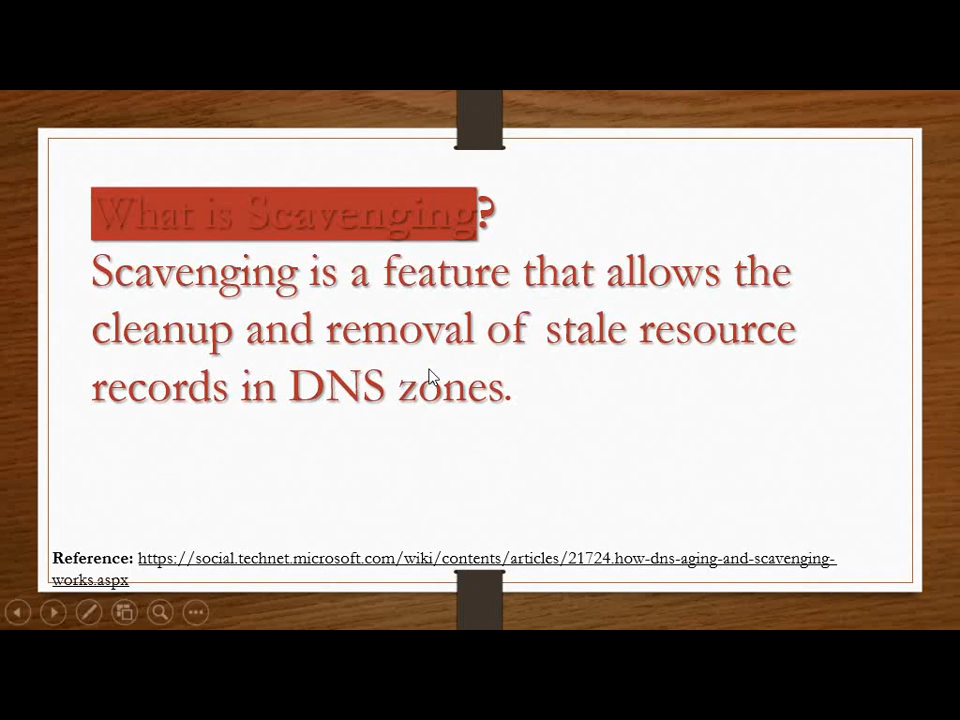 What is Scavenging?
Scavenging is a feature that allows the
cleanup and removal of stale resource
records in DNS zones.
Reference: https://social.technet.microsoft.com/wiki/contents/articles/21724.how-dns-aging-and-scavenging-
works.aspx